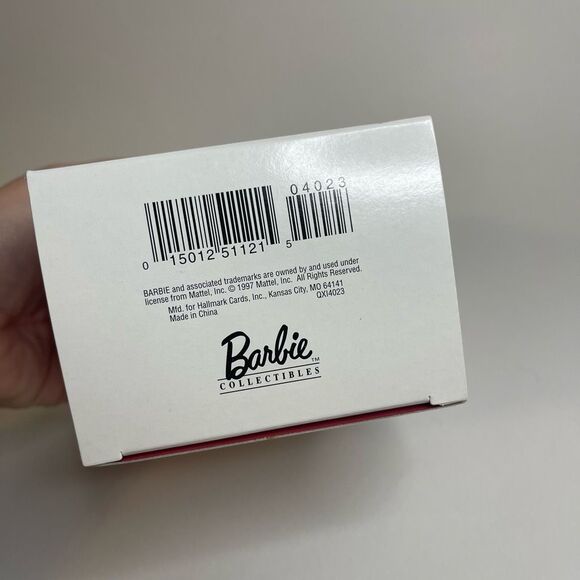 04023
0 15012 51121 5
BARBIE and associated trademarks are owned by and used under
license from Mattel, Inc. © 1997 Mattel, Inc. All Rights Reserved.
Mfd. for Hallmark Cards, Inc., Kansas City, MO 64141
Made in China QXI4023
Barbie™
COLLECTIBLES